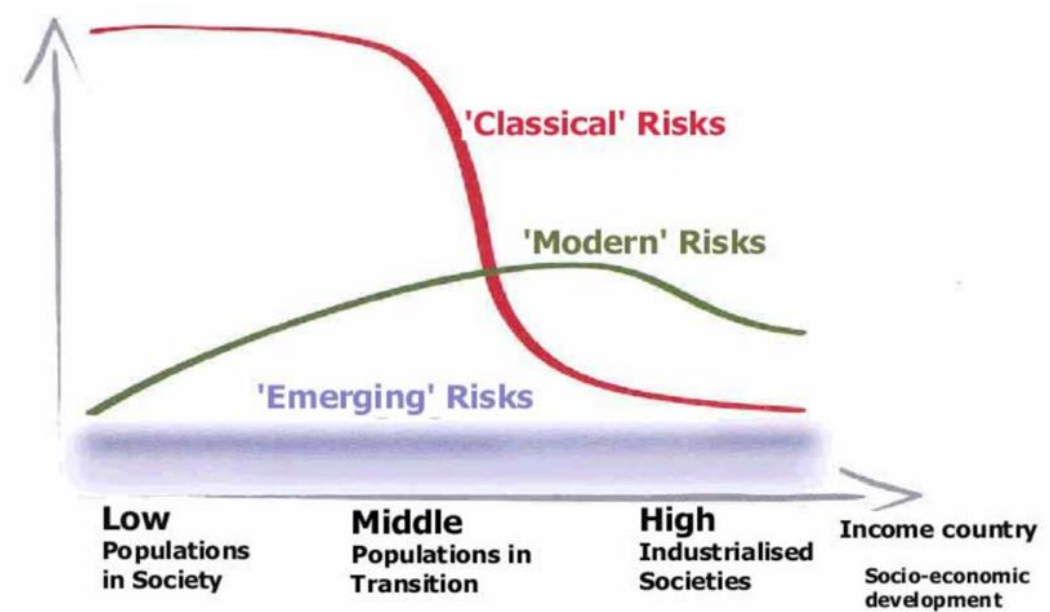 'Classical' Risks
'Modern' Risks
'Emerging' Risks
Low
Populations
in Society
Middle
Populations in
Transition
High
Industrialised
Societies
Income country
Socio-economic
development